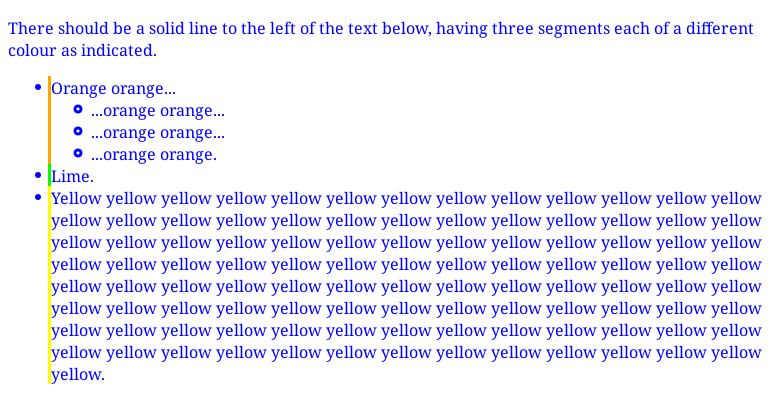 There should be a solid line to the left of the text below, having three segments each of a different
colour as indicated.
Orange orange...
...orange orange...
...orange orange...
...orange orange.
Lime.
Yellow yellow yellow yellow yellow yellow yellow yellow yellow yellow yellow yellow yellow
yellow yellow yellow yellow yellow yellow yellow yellow yellow yellow yellow yellow yellow
yellow yellow yellow yellow yellow yellow yellow yellow yellow yellow yellow yellow yellow
yellow yellow yellow yellow yellow yellow yellow yellow yellow yellow yellow yellow yellow
yellow yellow yellow yellow yellow yellow yellow yellow yellow yellow yellow yellow yellow
yellow yellow yellow yellow yellow yellow yellow yellow yellow yellow yellow yellow yellow
yellow yellow yellow yellow yellow yellow yellow yellow yellow yellow yellow yellow yellow
yellow yellow yellow yellow yellow yellow yellow yellow yellow yellow yellow yellow yellow
yellow.